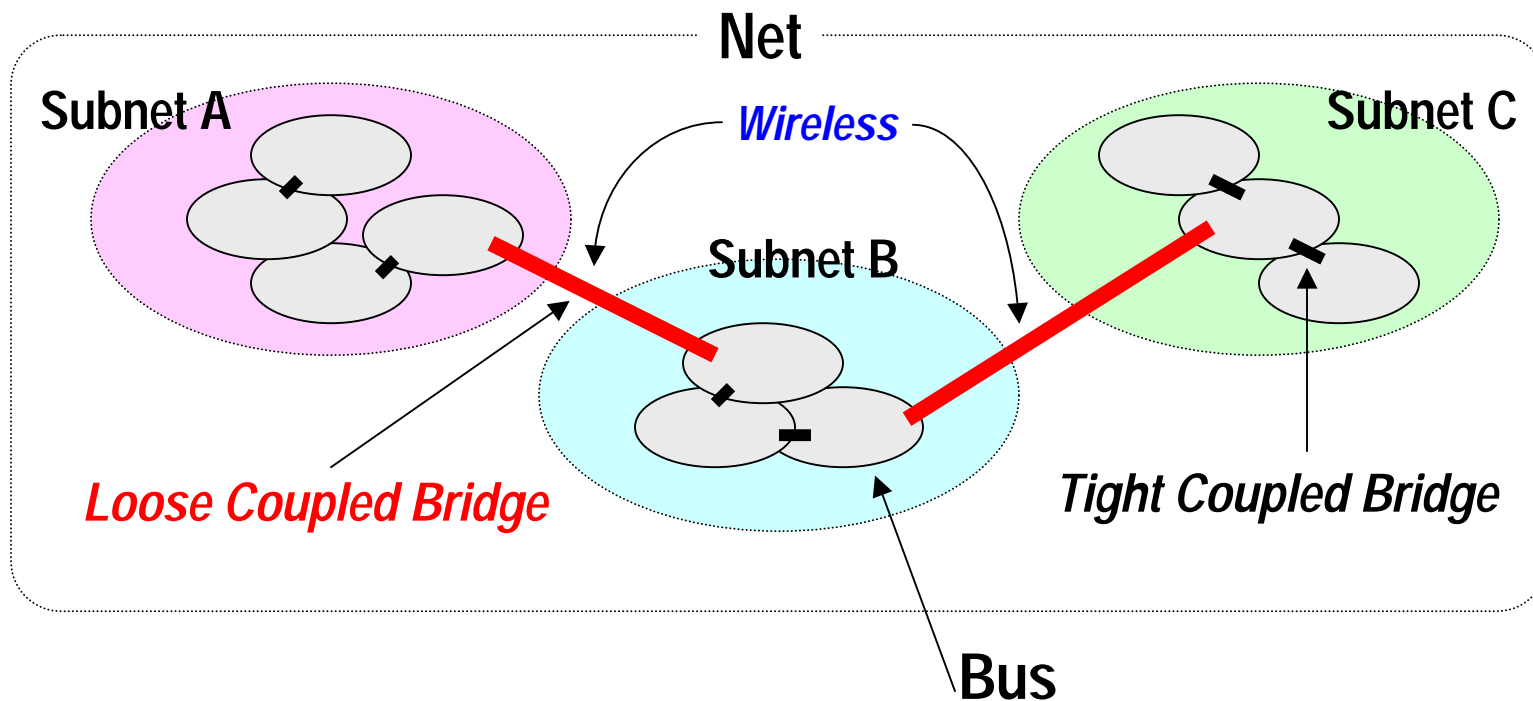 Net
Subnet A
Wireless
Subnet C
Subnet B
Loose Coupled Bridge
Tight Coupled Bridge
Bus